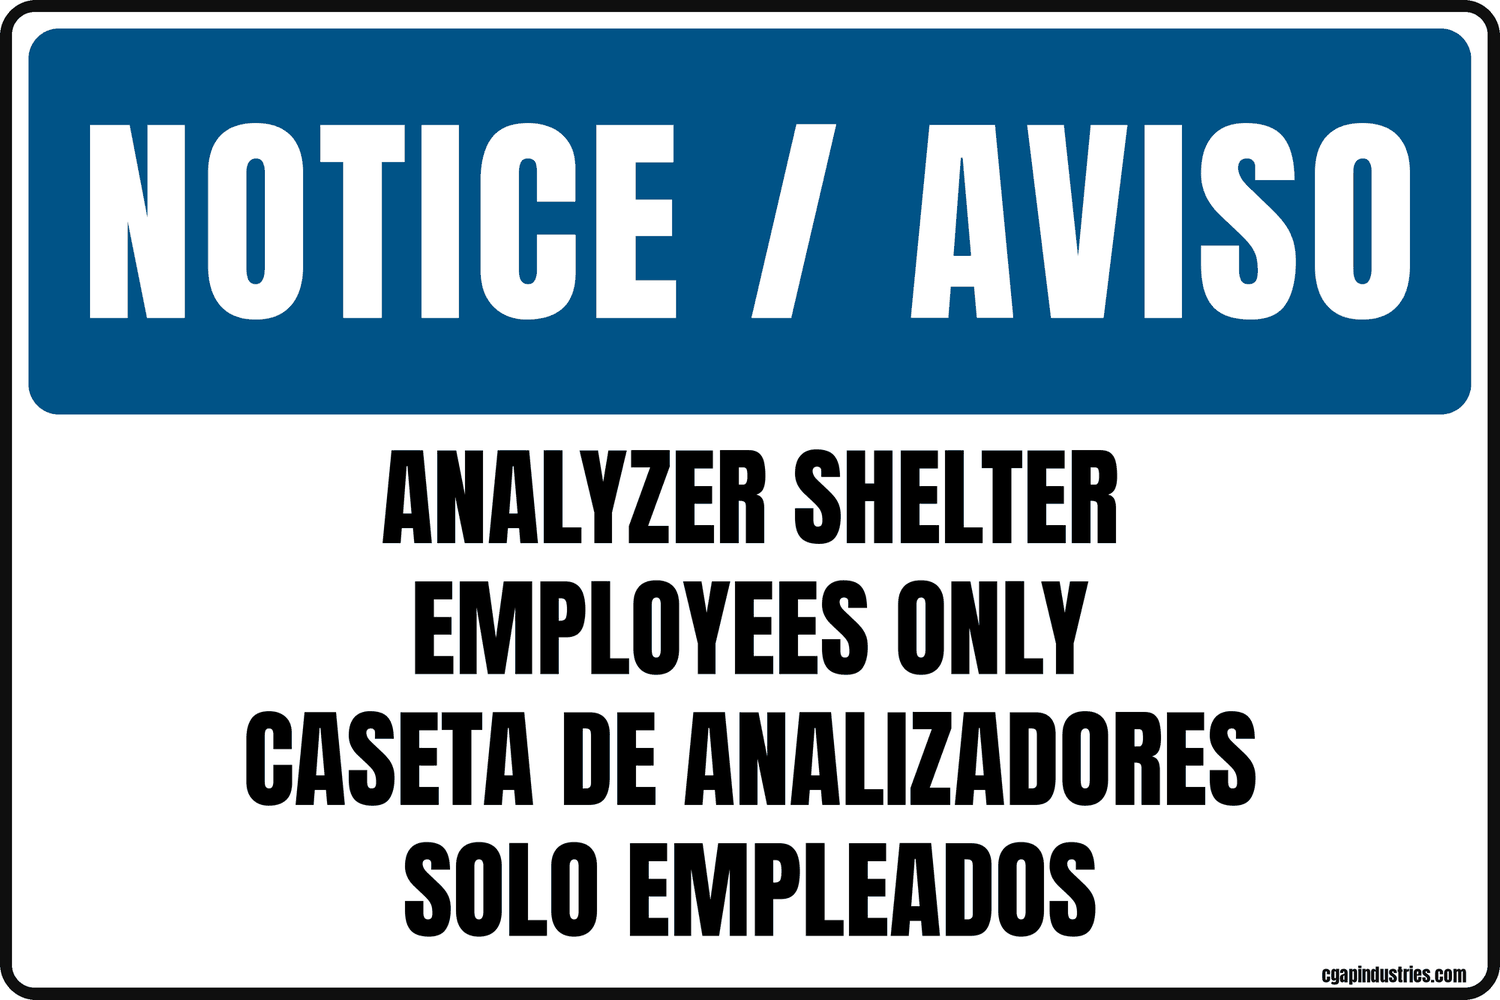 NOTICE / AVISO
ANALYZER SHELTER
EMPLOYEES ONLY
CASETA DE ANALIZADORES
SOLO EMPLEADOS
cgapindustries.com